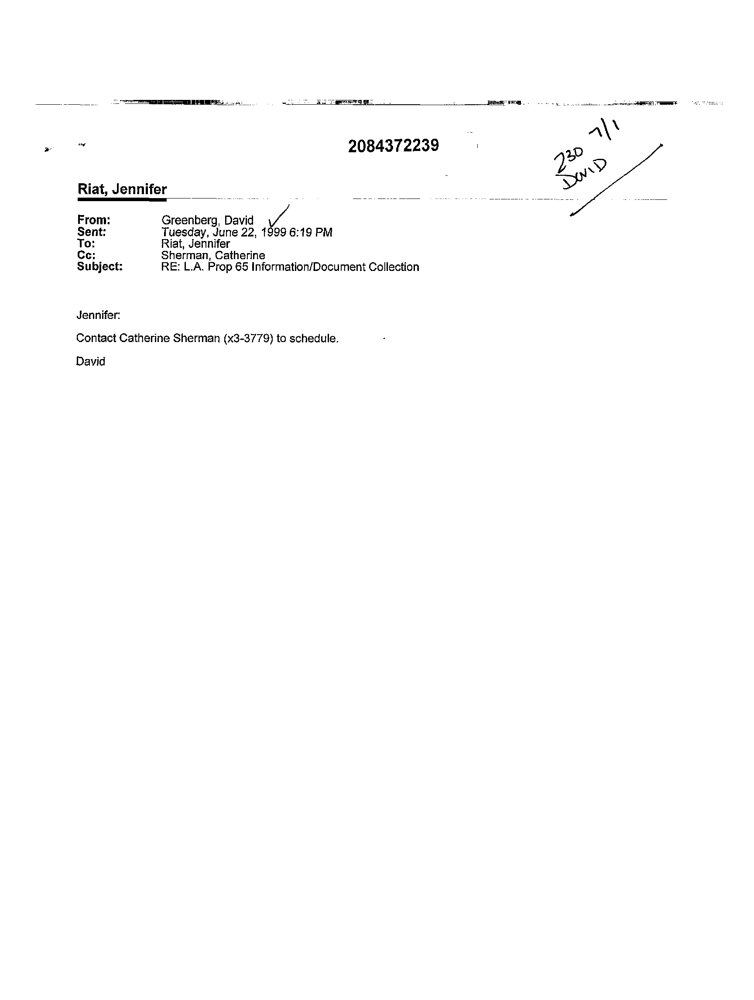 2084372239
7/1
230
DAVID
Riat, Jennifer
From: Greenberg, David
Sent: Tuesday, June 22, 1999 6:19 PM
To: Riat, Jennifer
Cc: Sherman, Catherine
Subject: RE: L.A. Prop 65 Information/Document Collection
Jennifer:
Contact Catherine Sherman (x3-3779) to schedule.
David